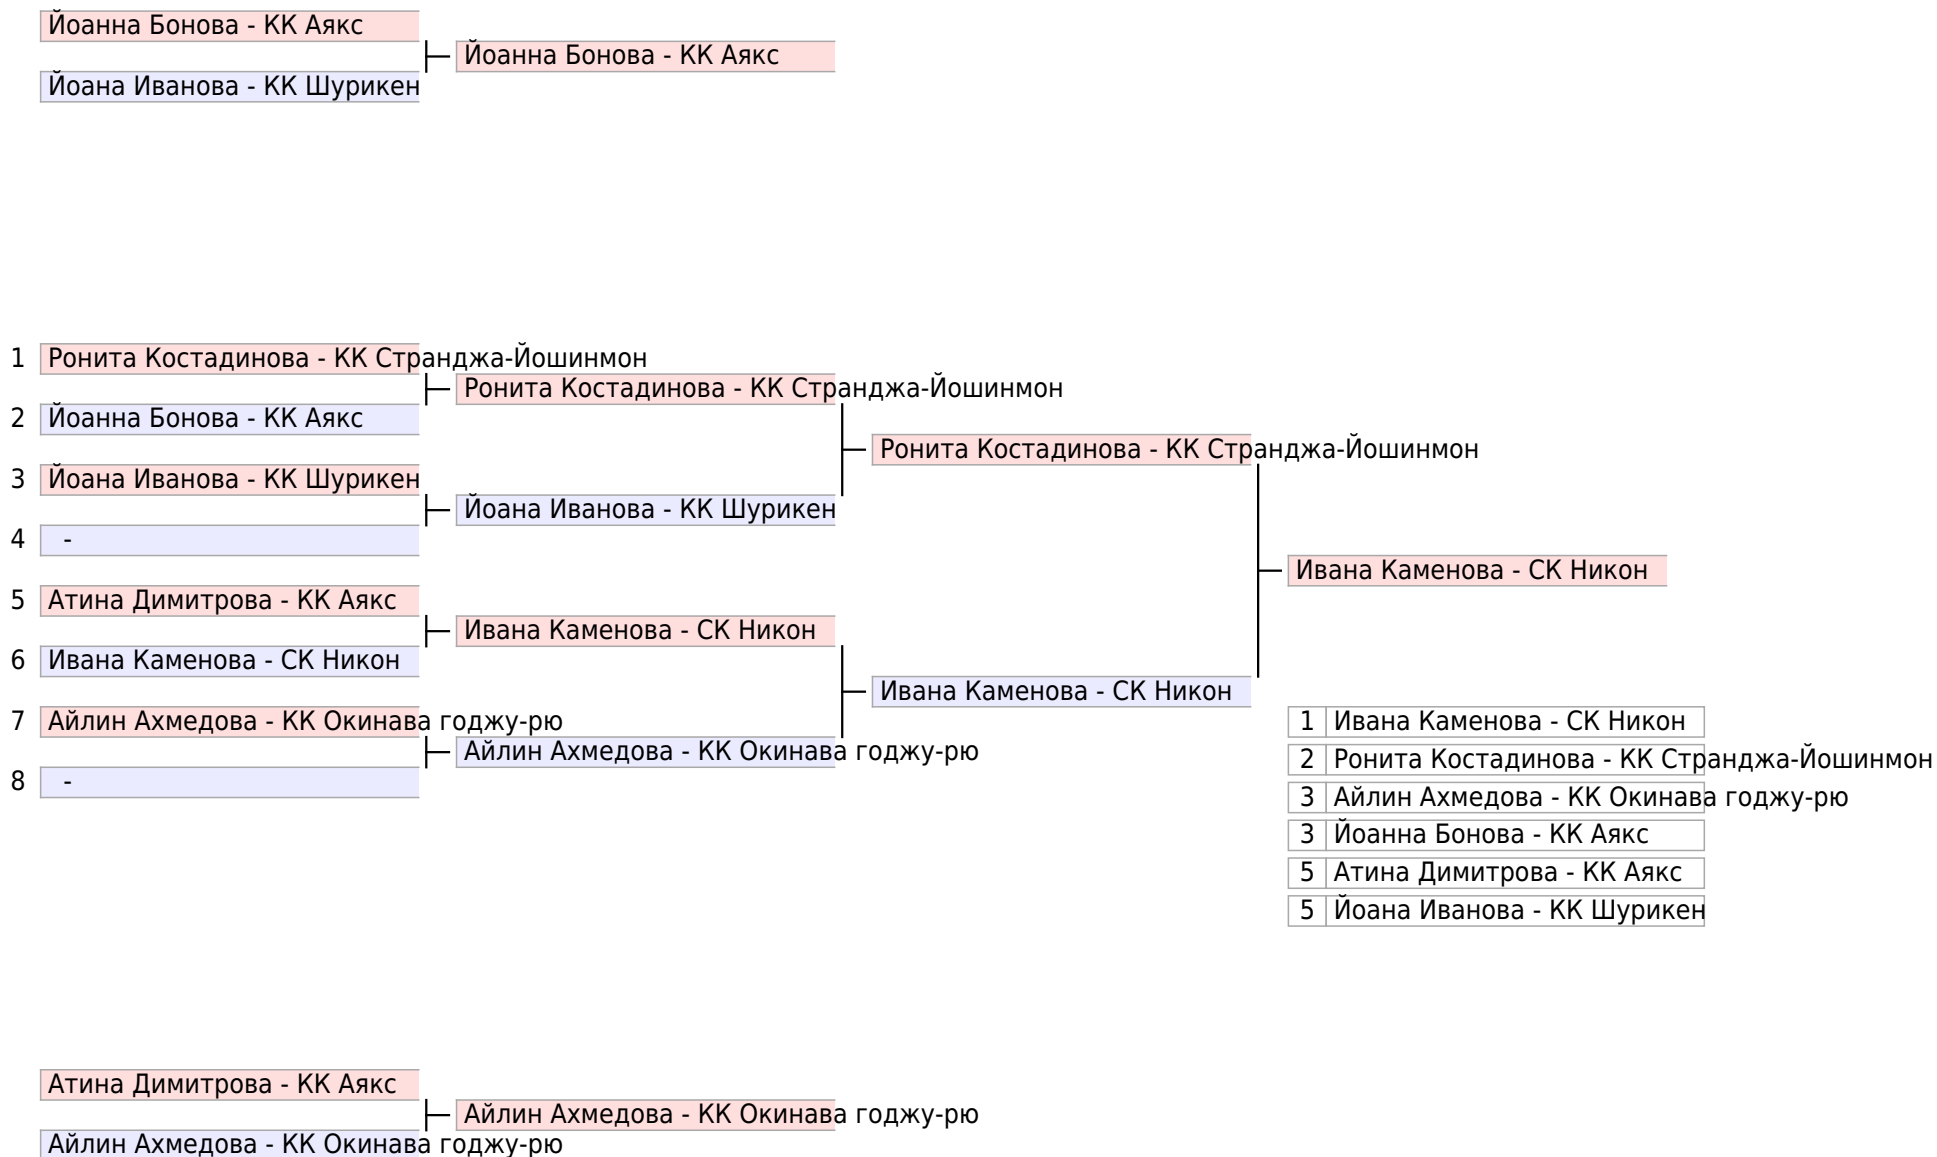 Йоанна Бонова - КК Аякс
Йоанна Бонова - КК Аякс
Йоана Иванова - КК Шурикен
1 Ронита Костадинова - КК Странджа-Йошинмон
Ронита Костадинова - КК Странджа-Йошинмон
2 Йоанна Бонова - КК Аякс
Ронита Костадинова - КК Странджа-Йошинмон
3 Йоана Иванова - КК Шурикен
Йоана Иванова - КК Шурикен
4 -
Ивана Каменова - СК Никон
5 Атина Димитрова - КК Аякс
Ивана Каменова - СК Никон
6 Ивана Каменова - СК Никон
Ивана Каменова - СК Никон
7 Айлин Ахмедова - КК Окинава годжу-рю
Айлин Ахмедова - КК Окинава годжу-рю
8 -
1 Ивана Каменова - СК Никон
2 Ронита Костадинова - КК Странджа-Йошинмон
3 Айлин Ахмедова - КК Окинава годжу-рю
3 Йоанна Бонова - КК Аякс
5 Атина Димитрова - КК Аякс
5 Йоана Иванова - КК Шурикен
Атина Димитрова - КК Аякс
Айлин Ахмедова - КК Окинава годжу-рю
Айлин Ахмедова - КК Окинава годжу-рю